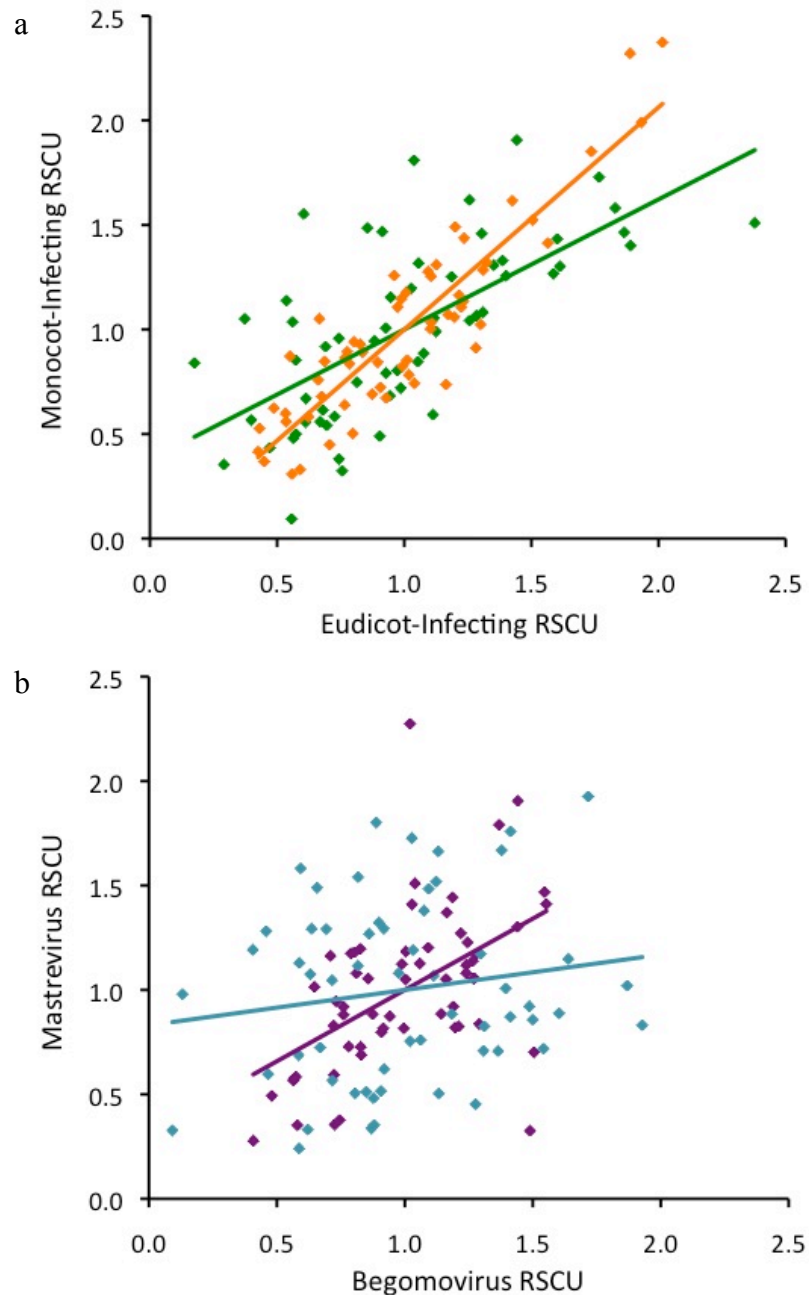 a
2.5
2.0
1.5
1.0
0.5
0.0
Monocot-Infecting RSCU
0.0 0.5 1.0 1.5 2.0 2.5
Eudicot-Infecting RSCU
b
2.5
2.0
1.5
1.0
0.5
0.0
Mastrevirus RSCU
0.0 0.5 1.0 1.5 2.0 2.5
Begomovirus RSCU